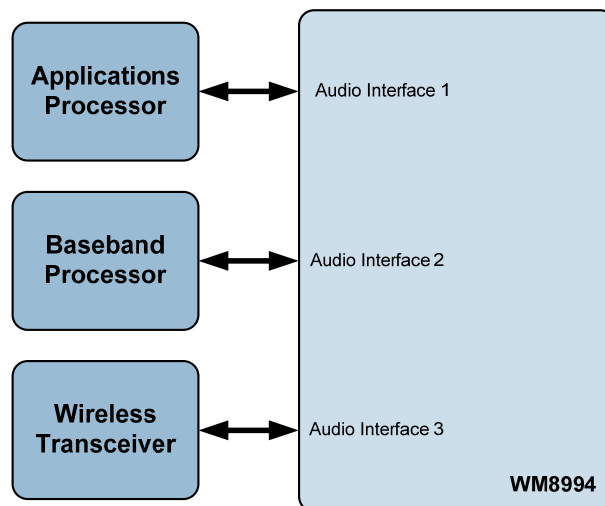 Applications
Processor
Audio Interface 1
Baseband
Processor
Audio Interface 2
Wireless
Transceiver
Audio Interface 3
WM8994